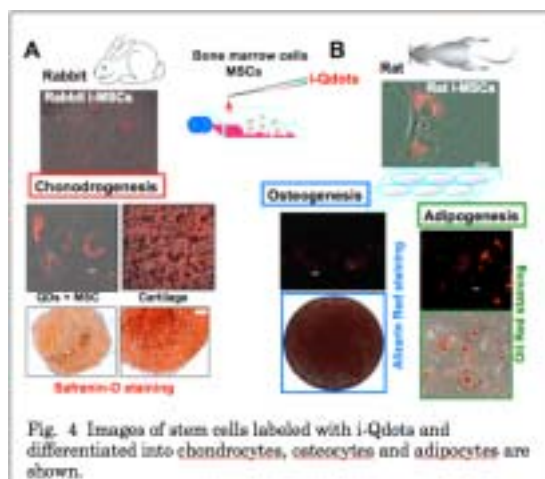 A
Rabbit
Rabbit i-MSCs
Bone marrow cells
MSCs
i-Qdots
B
Rat
Rat i-MSCs
Chonodrogenesis
QDs + MSC
Cartilage
Safranin-O staining
Osteogenesis
Alizarin Red staining
Adipogenesis
Oil Red staining
Fig. 4 Images of stem cells labeled with i-Qdots and
differentiated into chondrocytes, osteocytes and adipocytes are
shown.